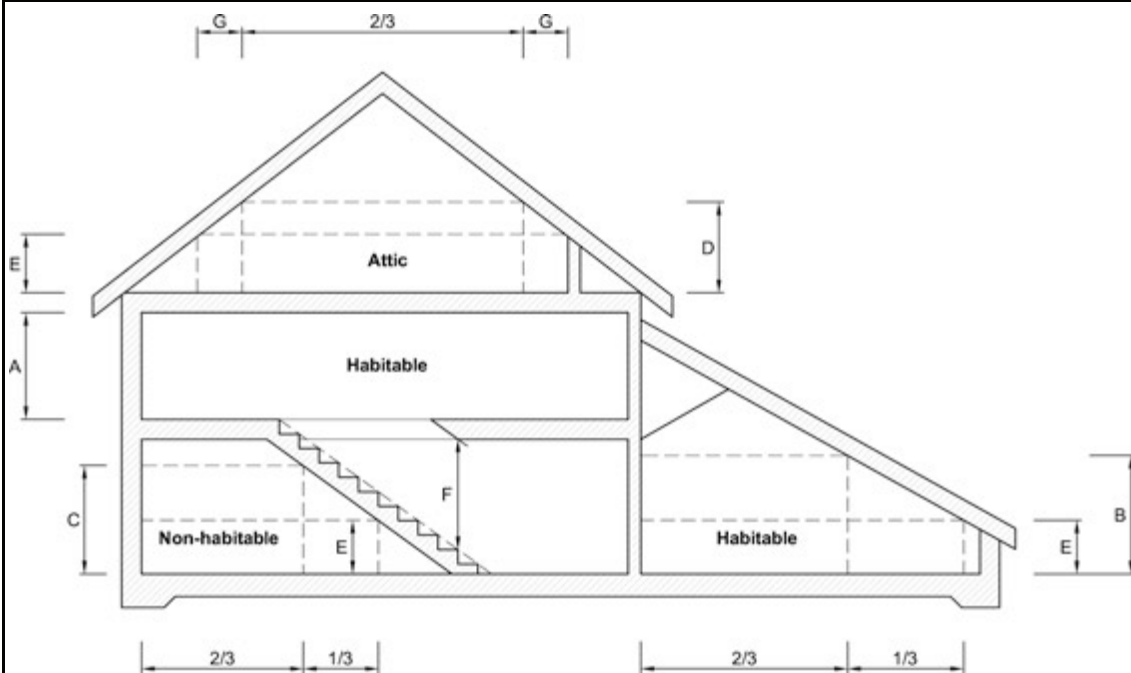 G 2/3 G
D
E
Attic
A
Habitable
C
F
B
Non-habitable
E
Habitable
E
2/3 1/3
2/3 1/3